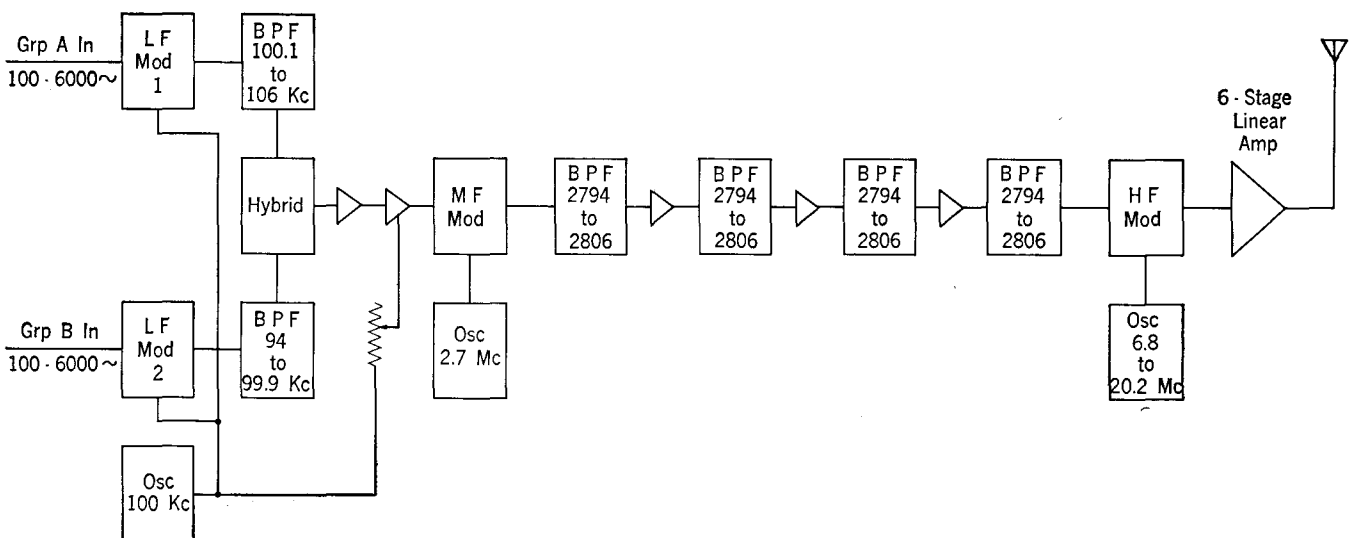 Grp A In
100 - 6000~
L F
Mod
1
B P F
100.1
to
106 Kc
Hybrid
M F
Mod
B P F
2794
to
2806
B P F
2794
to
2806
B P F
2794
to
2806
B P F
2794
to
2806
H F
Mod
6 - Stage
Linear
Amp
Grp B In
100 - 6000~
L F
Mod
2
B P F
94
to
99.9 Kc
Osc
2.7 Mc
Osc
6.8
to
20.2 Mc
Osc
100 Kc